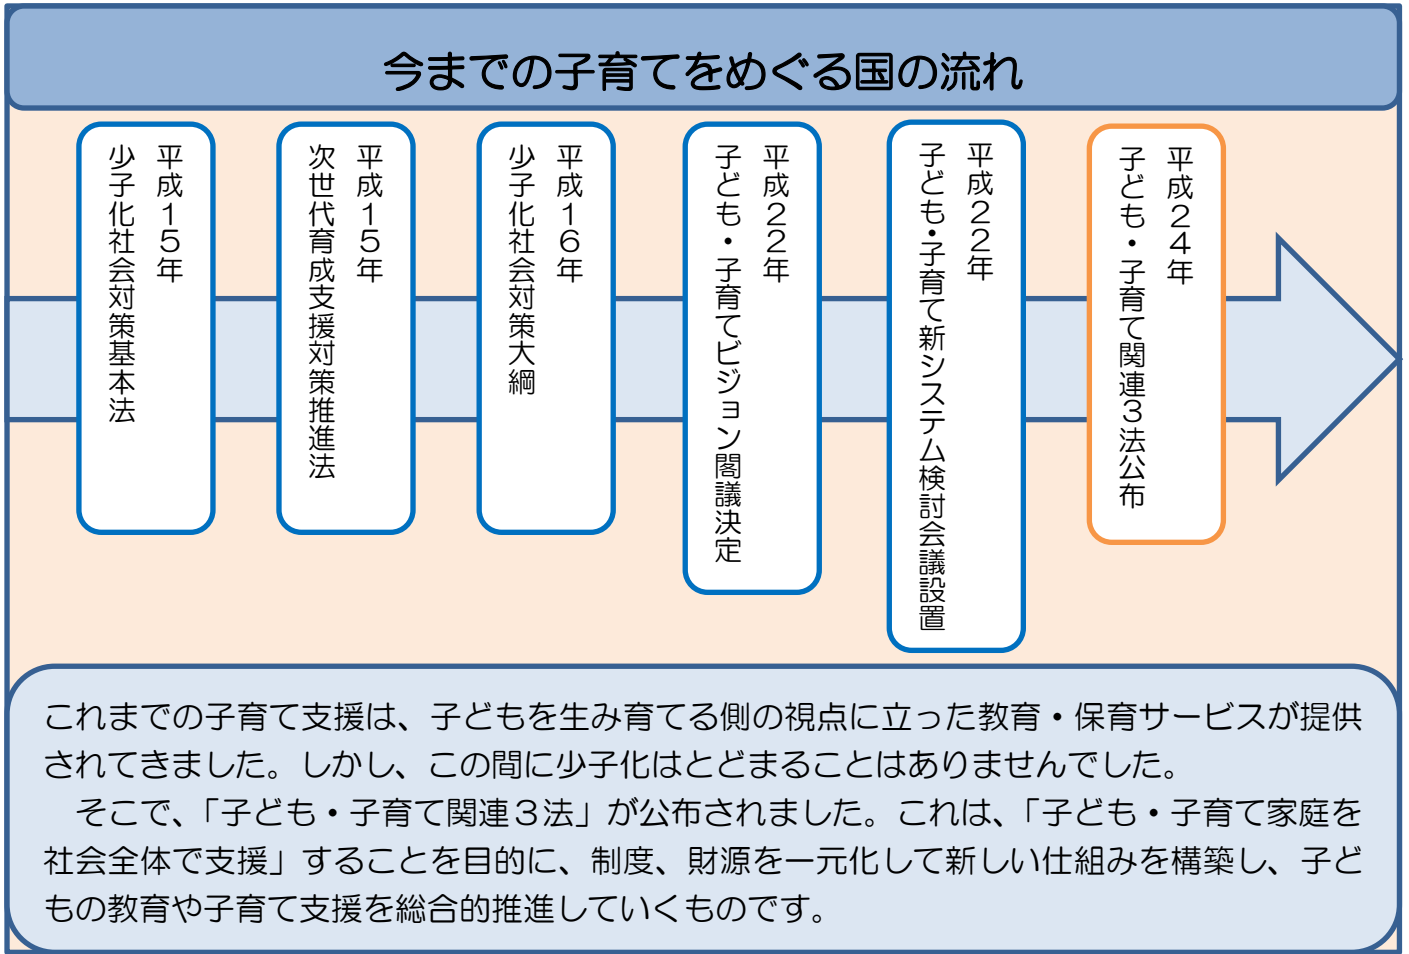 今までの子育てをめぐる国の流れ
平成１５年
少子化社会対策基本法
平成１５年
次世代育成支援対策推進法
平成１６年
少子化社会対策大綱
平成２２年
子ども・子育てビジョン閣議決定
平成２２年
子ども・子育て新システム検討会議設置
平成２４年
子ども・子育て関連３法公布
これまでの子育て支援は、子どもを生み育てる側の視点に立った教育・保育サービスが提供
されてきました。しかし、この間に少子化はとどまることはありませんでした。
　そこで、「子ども・子育て関連３法」が公布されました。これは、「子ども・子育て家庭を
社会全体で支援」することを目的に、制度、財源を一元化して新しい仕組みを構築し、子ど
もの教育や子育て支援を総合的推進していくものです。